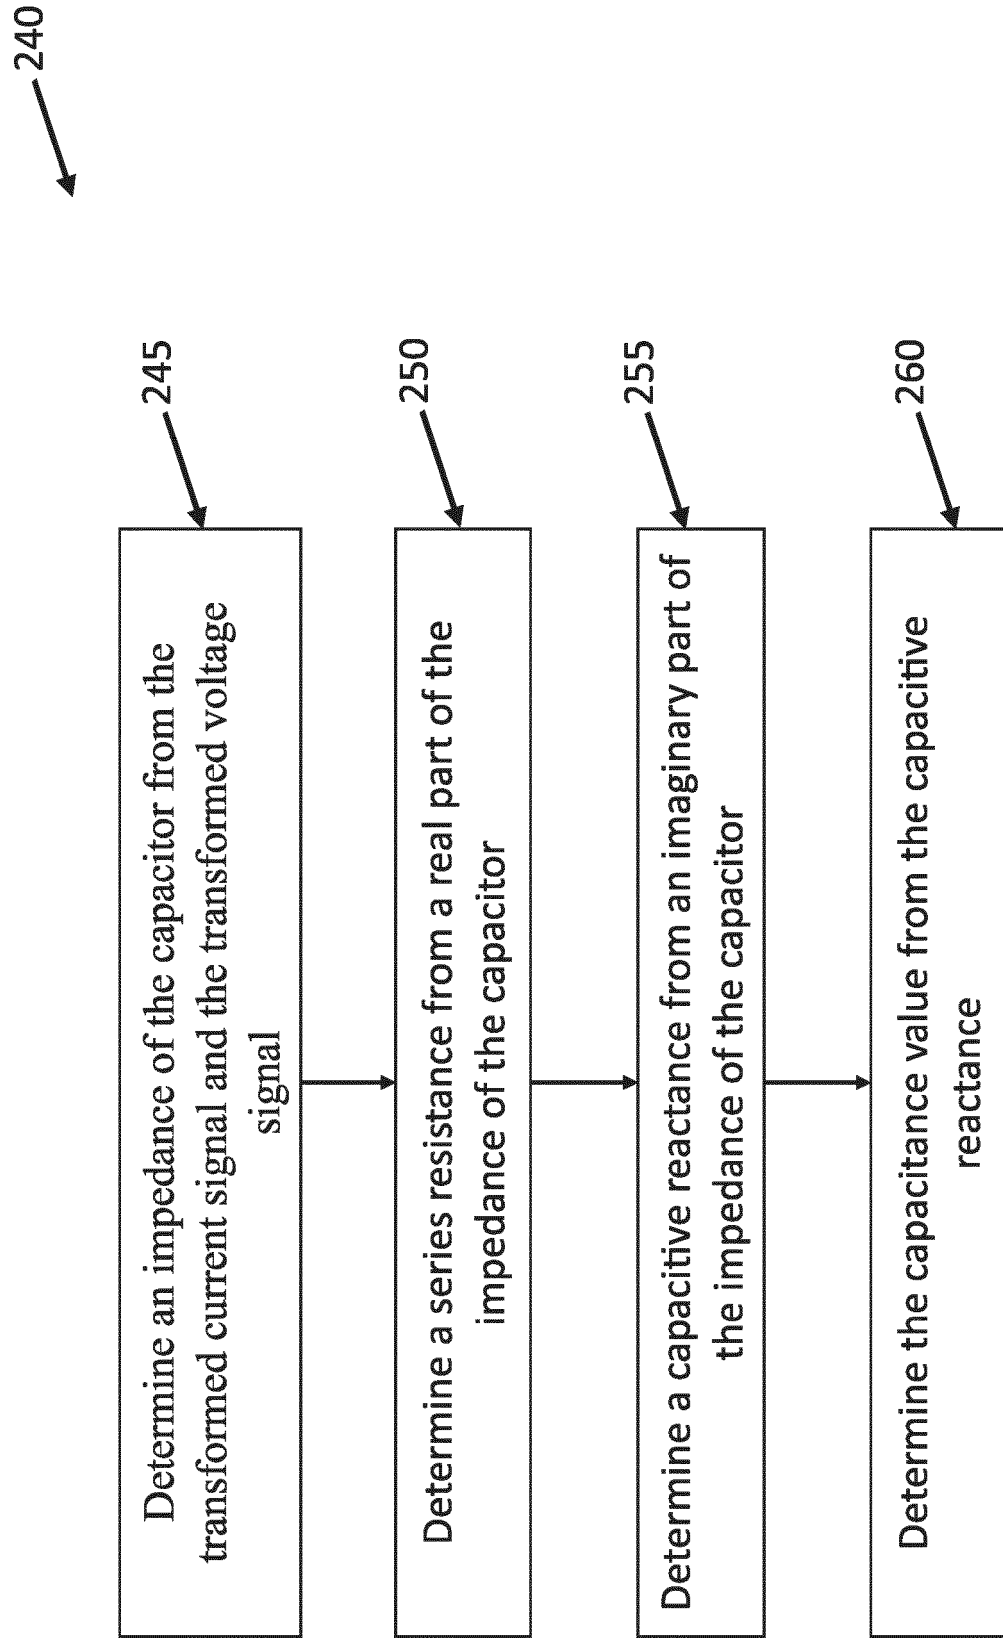 240
245
Determine an impedance of the capacitor from the
transformed current signal and the transformed voltage
signal
250
Determine a series resistance from a real part of the
impedance of the capacitor
255
Determine a capacitive reactance from an imaginary part of
the impedance of the capacitor
260
Determine the capacitance value from the capacitive
reactance